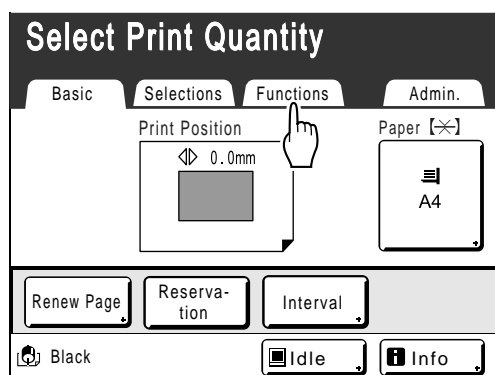 Select Print Quantity
Basic
Selections
Functions
Admin.
Print Position
Paper【⚹】
0.0mm
A4
Renew Page
Reserva-
tion
Interval
Black
Idle
Info